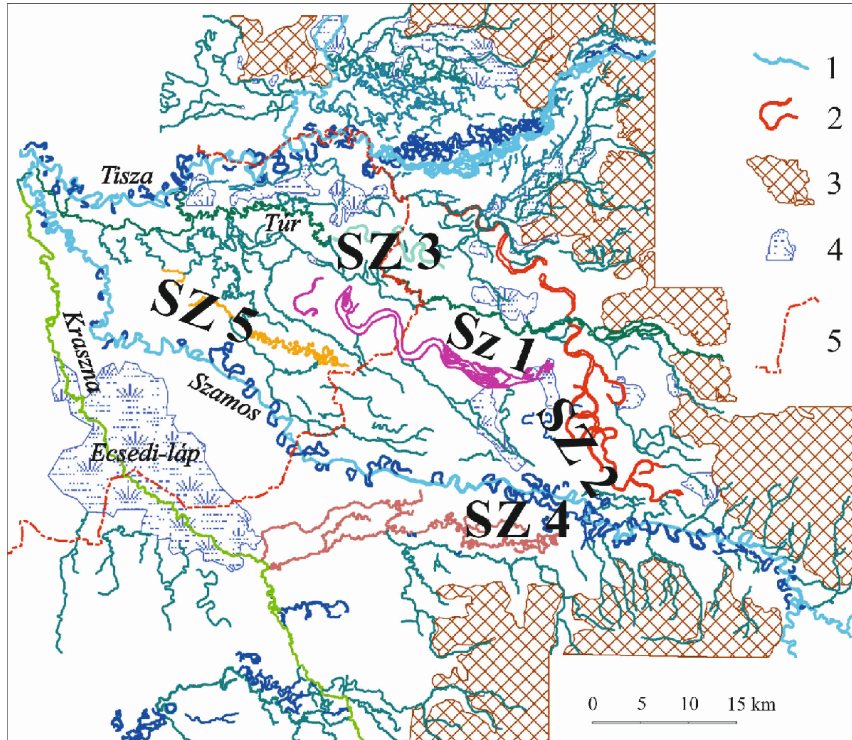 1
2
3
4
5
Tisza
Túr
SZ 3
SZ 5
Sz 1
Kraszna
Szamos
SZ 2
Ecsedi-láp
SZ 4
0 5 10 15 km